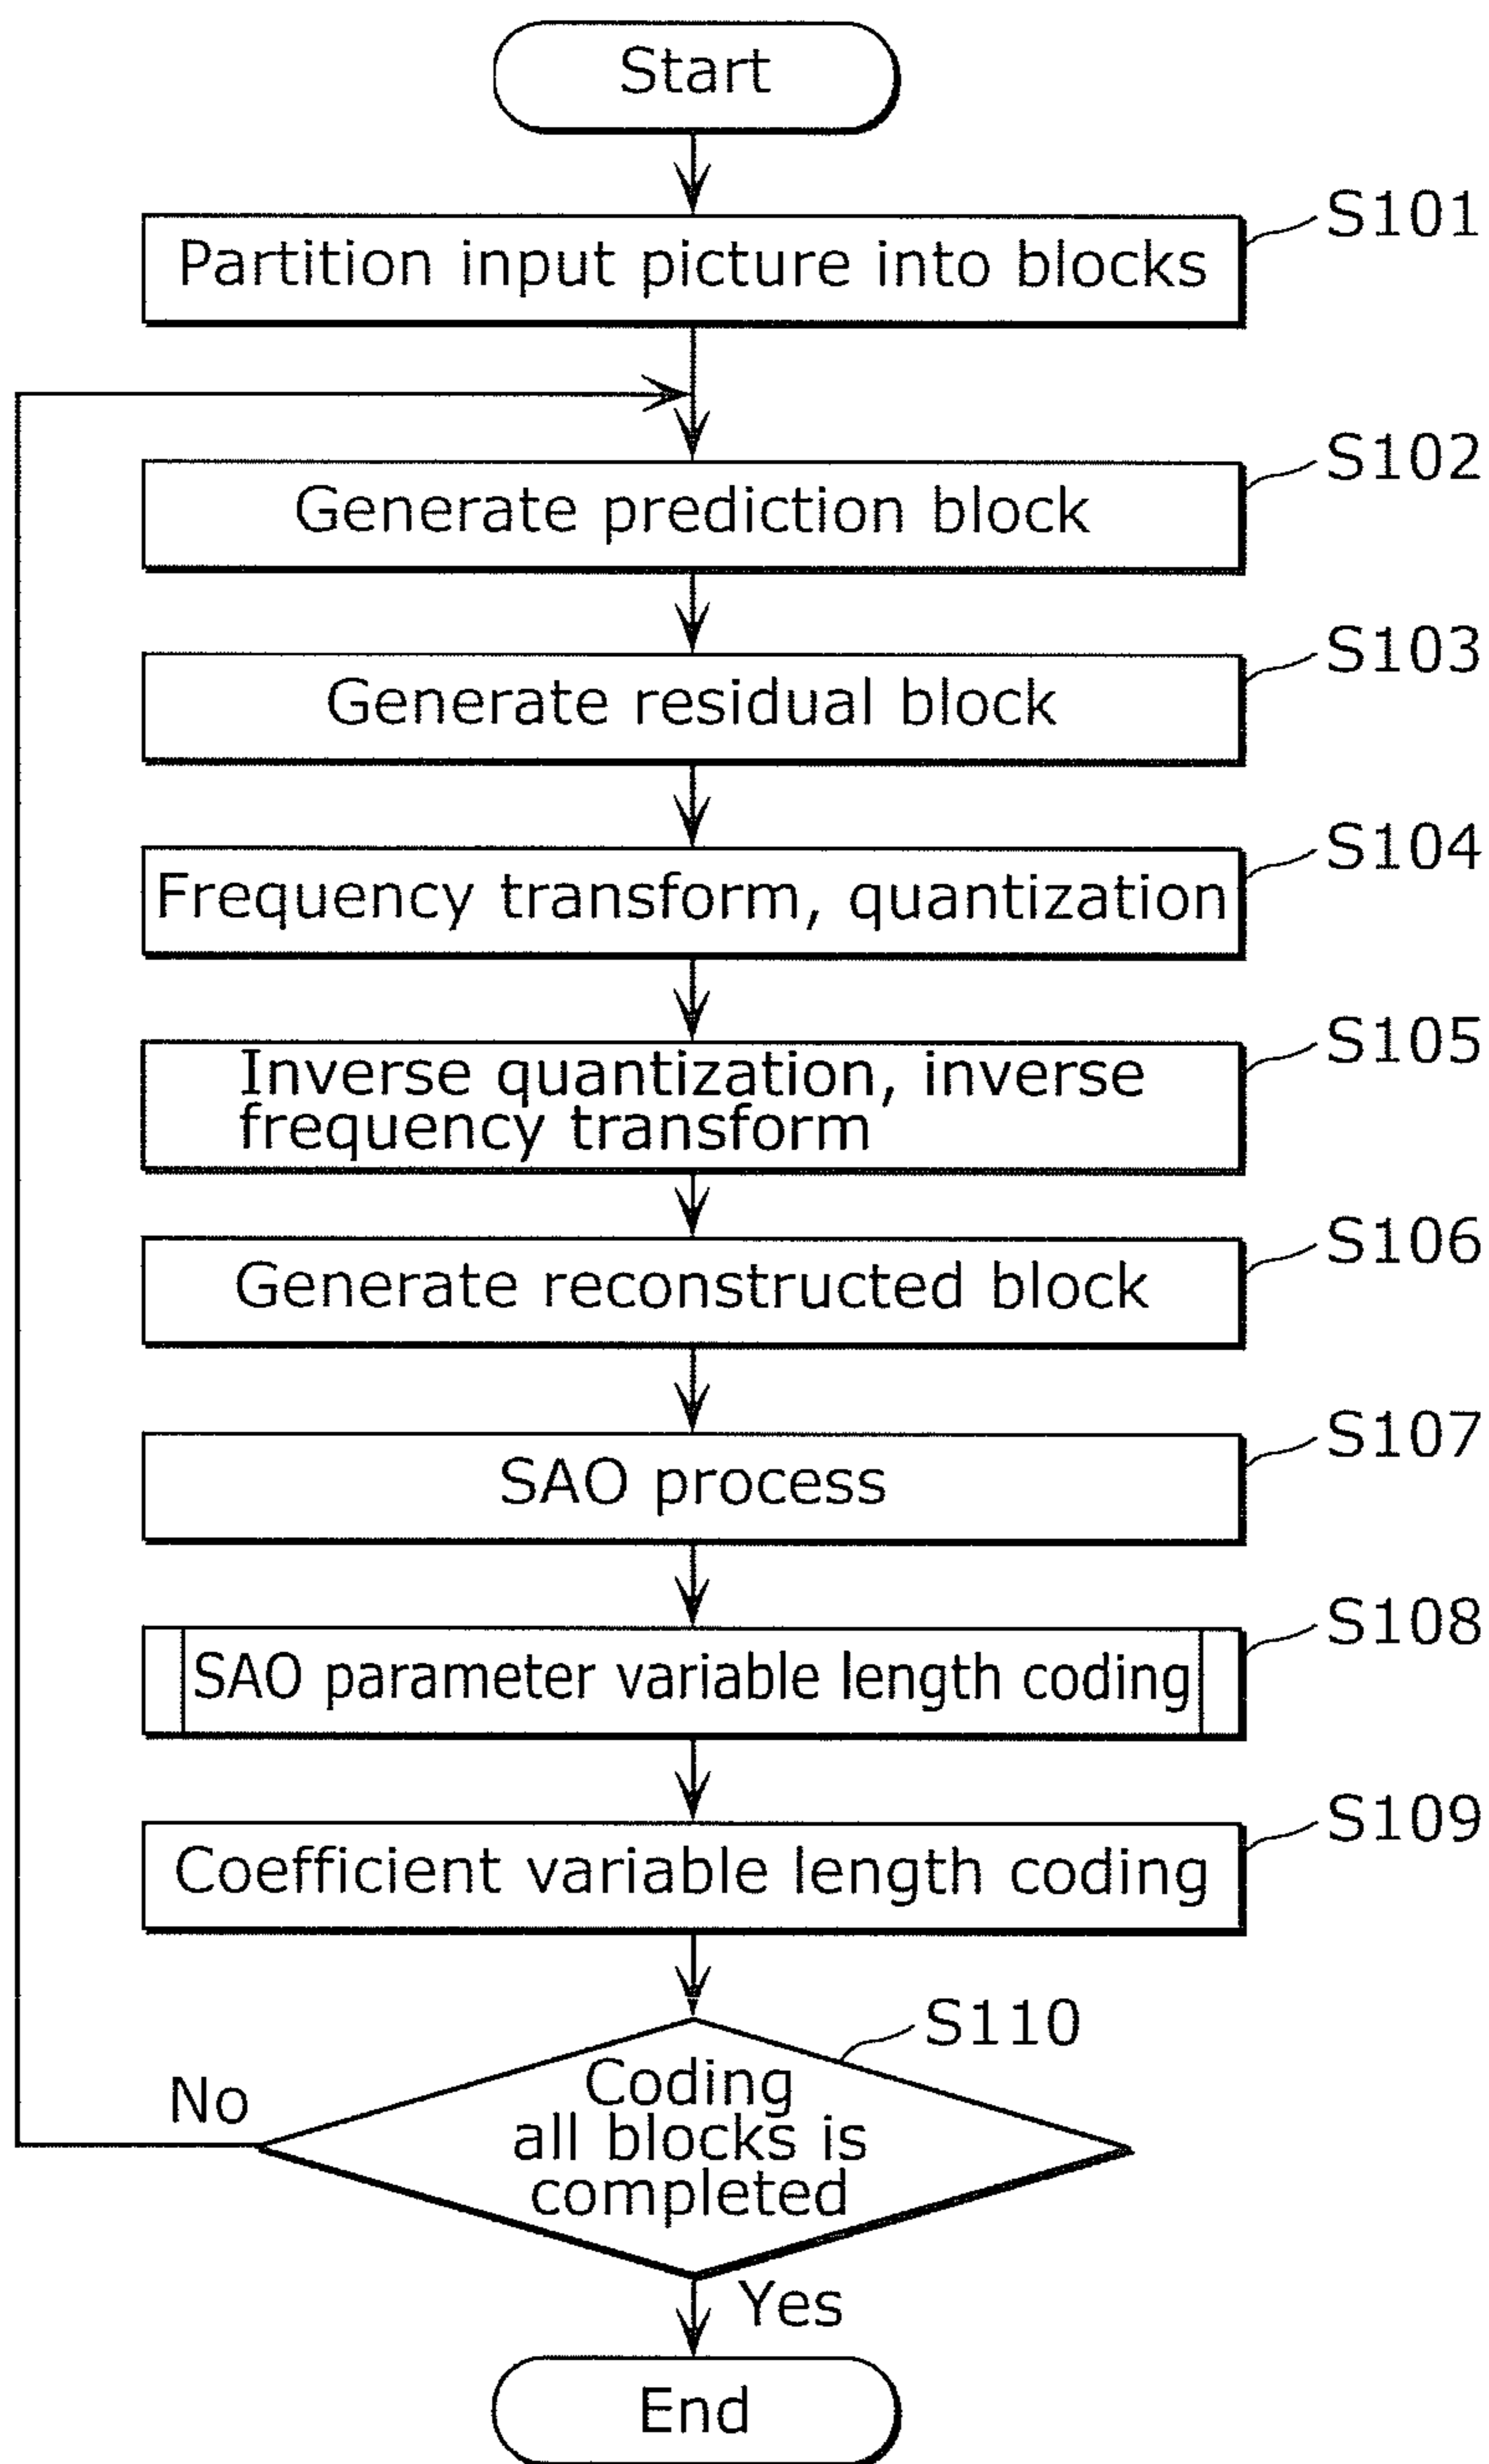 Start
S101
Partition input picture into blocks
S102
Generate prediction block
S103
Generate residual block
S104
Frequency transform, quantization
S105
Inverse quantization, inverse
frequency transform
S106
Generate reconstructed block
S107
SAO process
S108
SAO parameter variable length coding
S109
Coefficient variable length coding
S110
Coding
all blocks is
completed
No
Yes
End